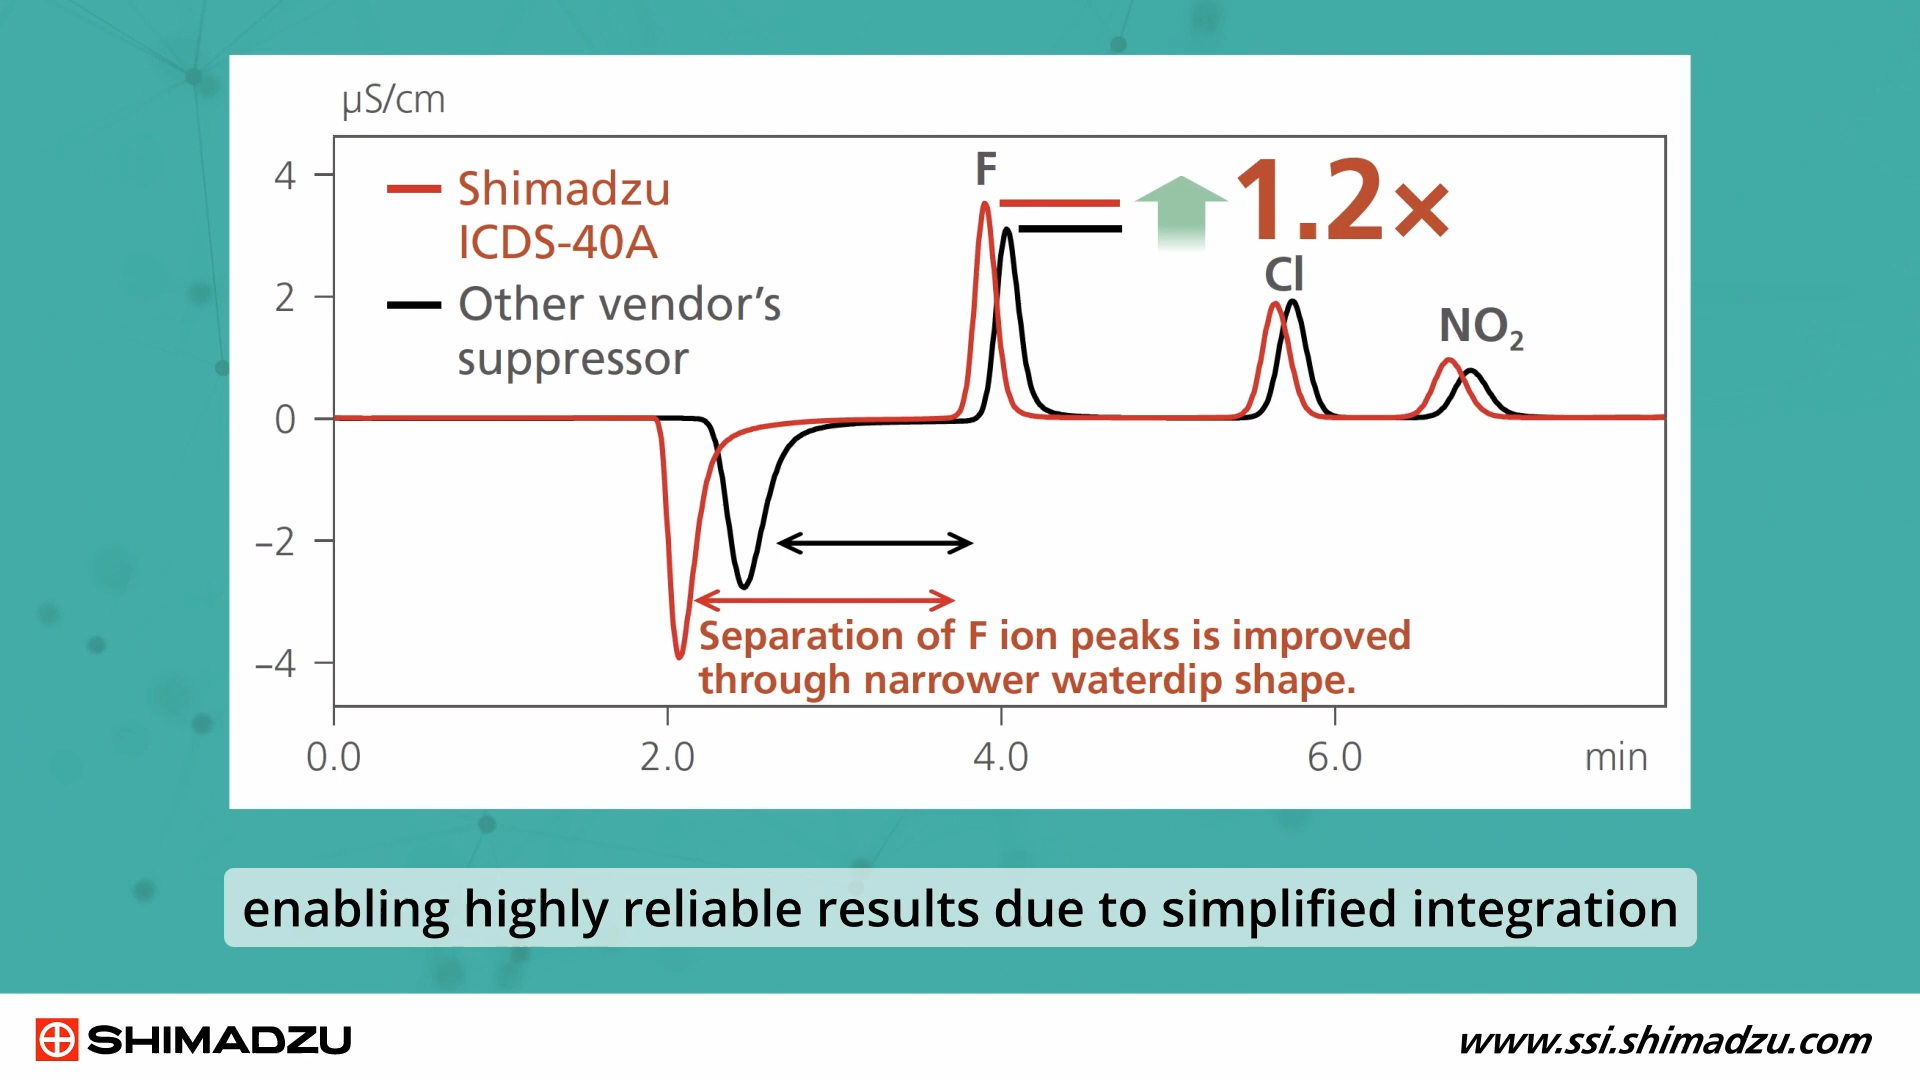 µS/cm
4
2
0
−2
−4
Shimadzu
ICDS-40A
Other vendor’s
suppressor
F
1.2×
Cl
NO₂
Separation of F ion peaks is improved
through narrower waterdip shape.
0.0 2.0 4.0 6.0 min
enabling highly reliable results due to simplified integration
SHIMADZU
www.ssi.shimadzu.com